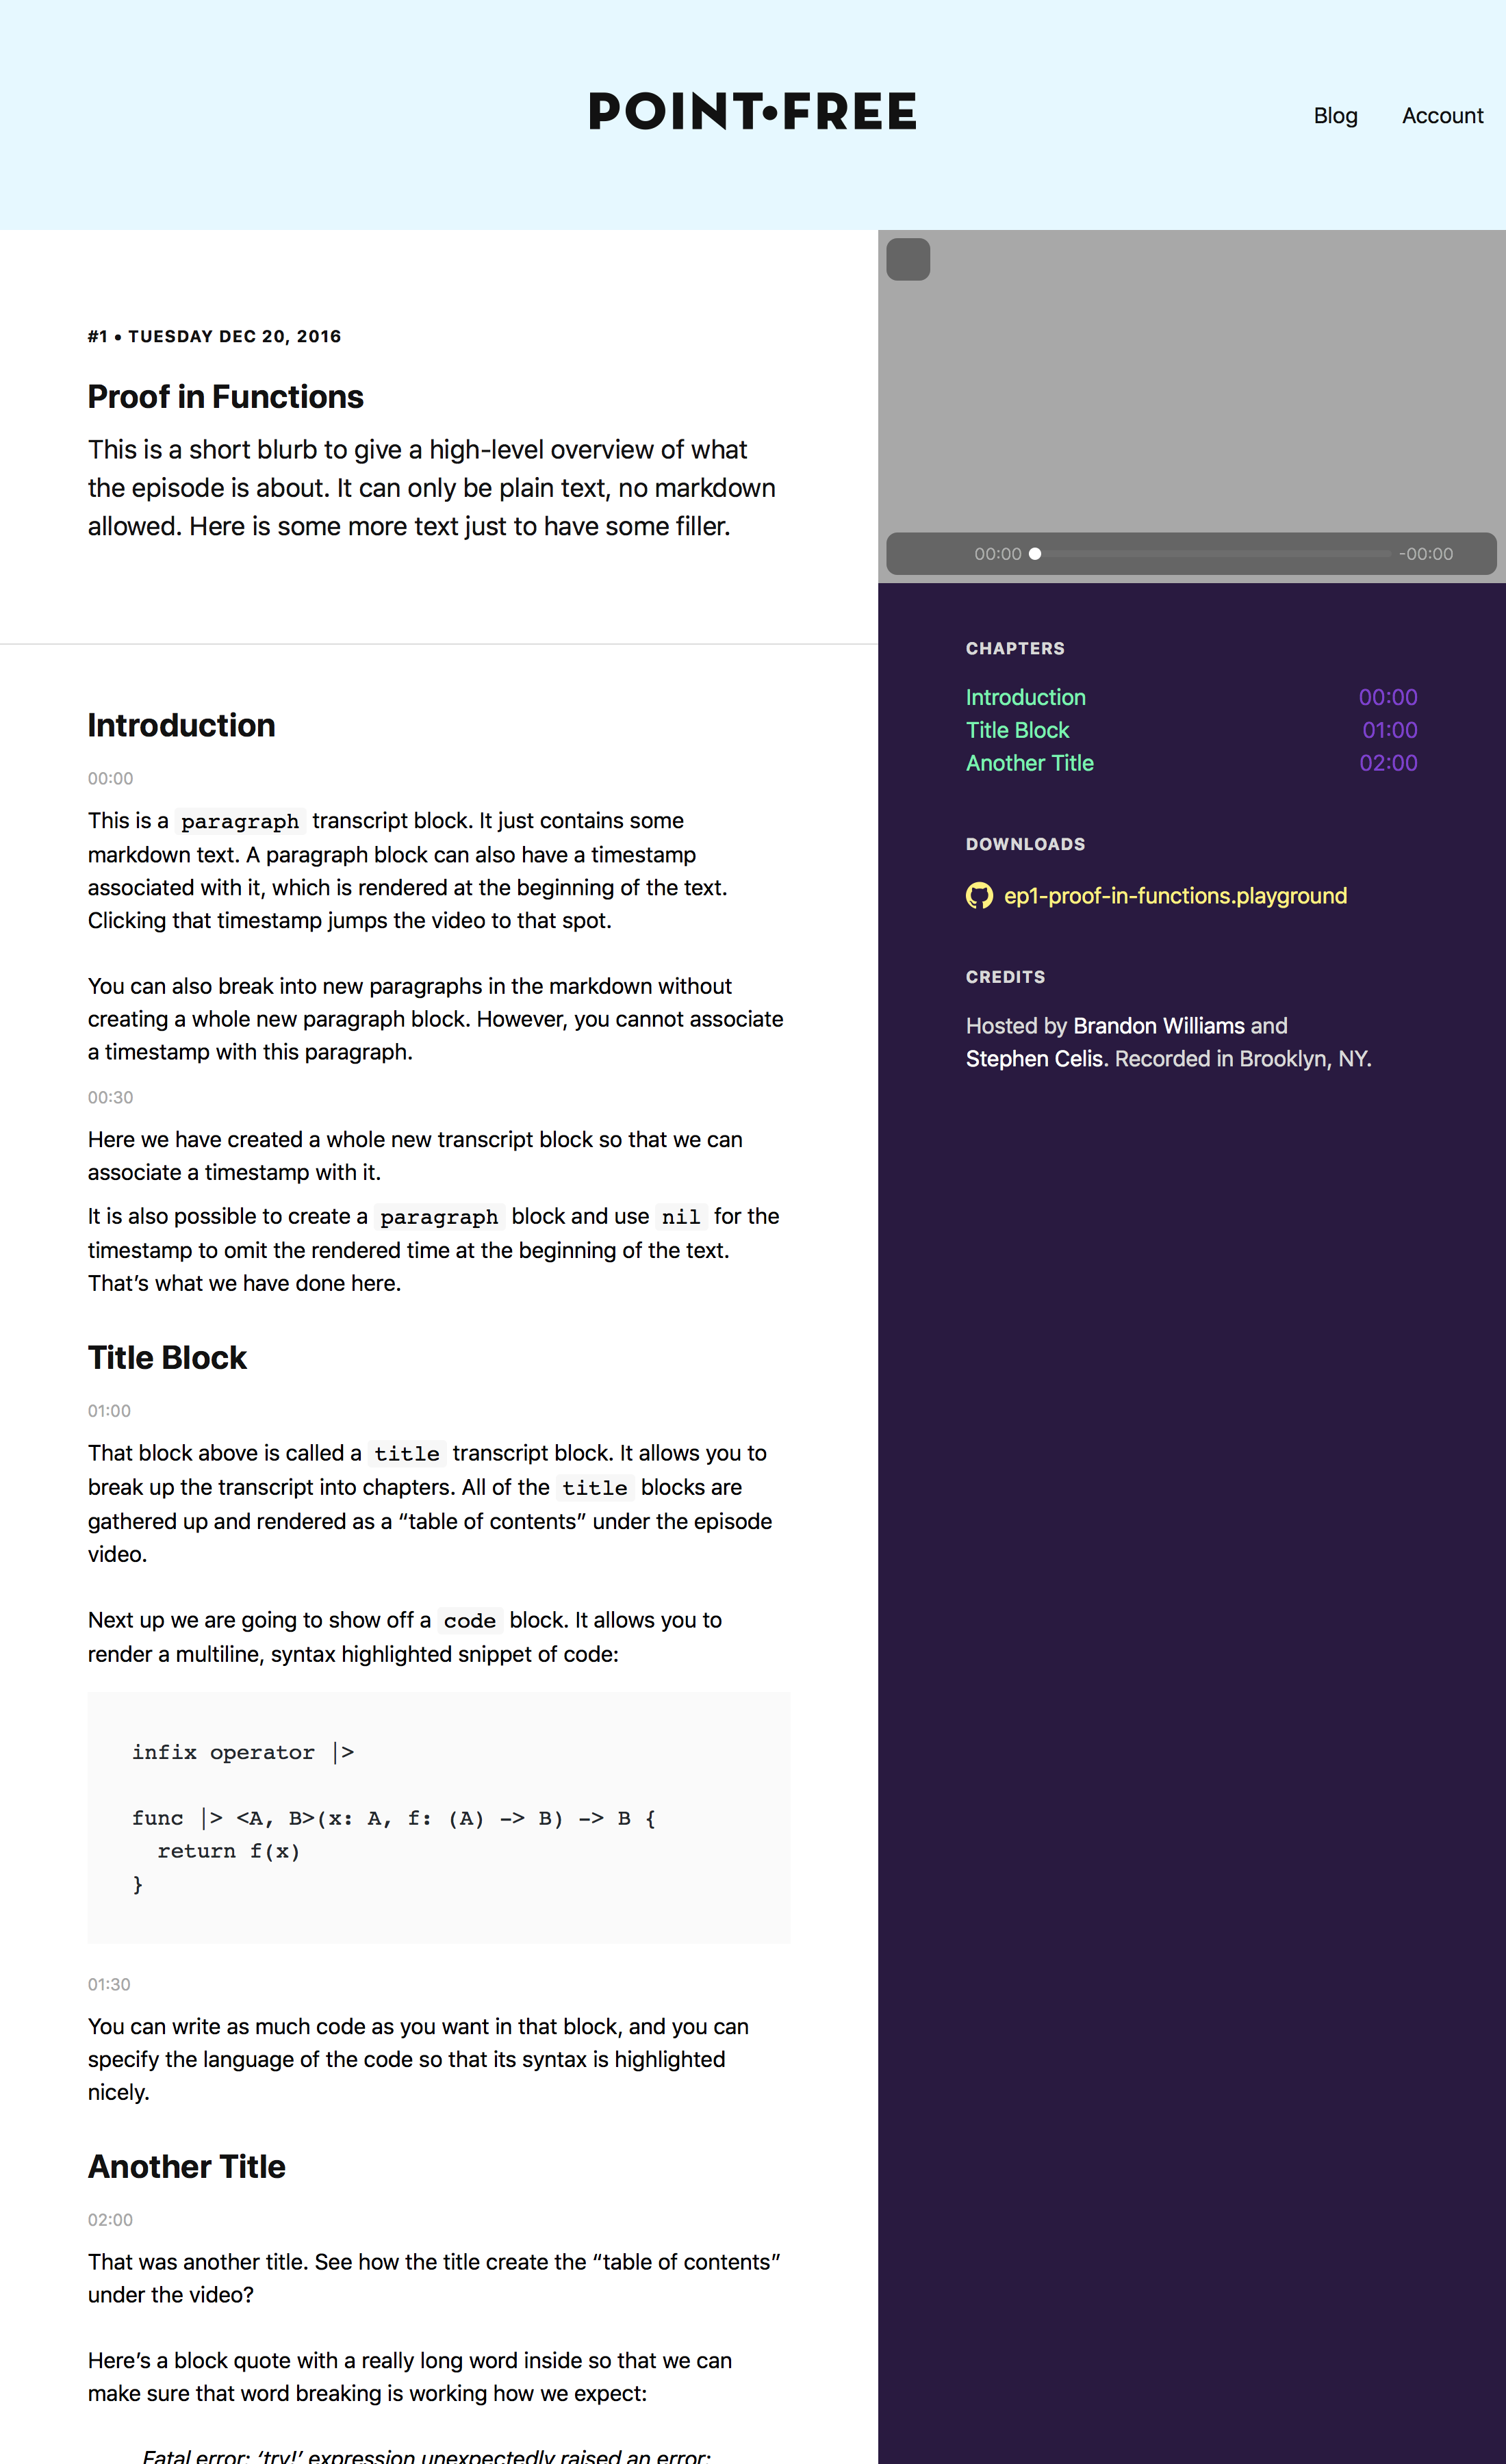 POINT•FREE
Blog
Account
#1 • TUESDAY DEC 20, 2016
Proof in Functions
This is a short blurb to give a high-level overview of what
the episode is about. It can only be plain text, no markdown
allowed. Here is some more text just to have some filler.
Introduction
00:00
This is a paragraph transcript block. It just contains some
markdown text. A paragraph block can also have a timestamp
associated with it, which is rendered at the beginning of the text.
Clicking that timestamp jumps the video to that spot.
You can also break into new paragraphs in the markdown without
creating a whole new paragraph block. However, you cannot associate
a timestamp with this paragraph.
00:30
Here we have created a whole new transcript block so that we can
associate a timestamp with it.
It is also possible to create a paragraph block and use nil for the
timestamp to omit the rendered time at the beginning of the text.
That’s what we have done here.
Title Block
01:00
That block above is called a title transcript block. It allows you to
break up the transcript into chapters. All of the title blocks are
gathered up and rendered as a “table of contents” under the episode
video.
Next up we are going to show off a code block. It allows you to
render a multiline, syntax highlighted snippet of code:
infix operator |>
func |> <A, B>(x: A, f: (A) -> B) -> B {
  return f(x)
}
01:30
You can write as much code as you want in that block, and you can
specify the language of the code so that its syntax is highlighted
nicely.
Another Title
02:00
That was another title. See how the title create the “table of contents”
under the video?
Here’s a block quote with a really long word inside so that we can
make sure that word breaking is working how we expect:
Fatal error: ‘try!’ expression unexpectedly raised an error:
00:00
-00:00
CHAPTERS
Introduction 00:00
Title Block 01:00
Another Title 02:00
DOWNLOADS
ep1-proof-in-functions.playground
CREDITS
Hosted by Brandon Williams and
Stephen Celis. Recorded in Brooklyn, NY.